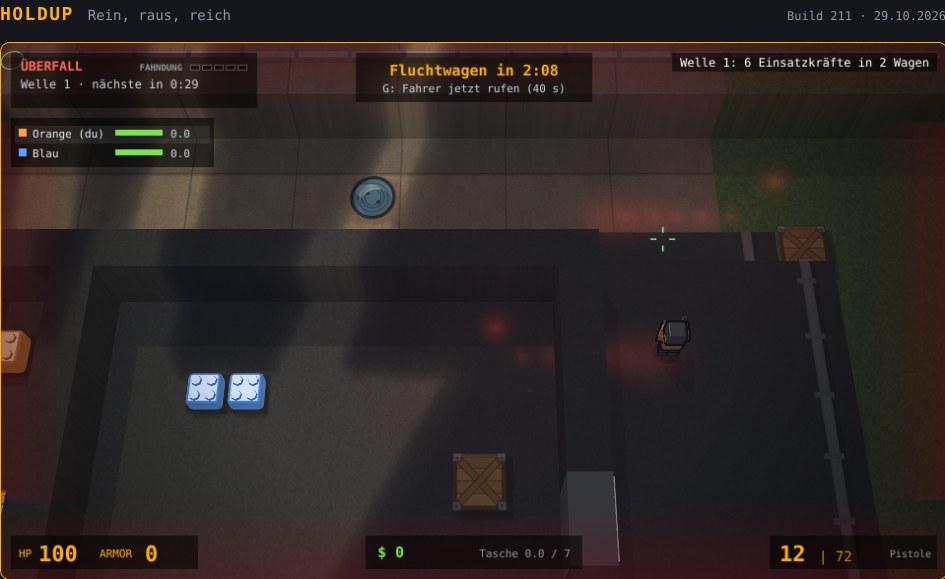 HOLDUP Rein, raus, reich
Build 211 · 29.10.2026
ÜBERFALL FAHNDUNG
Welle 1 · nächste in 0:29
Fluchtwagen in 2:08
G: Fahrer jetzt rufen (40 s)
Welle 1: 6 Einsatzkräfte in 2 Wagen
Orange (du) 0.0
Blau 0.0
HP 100 ARMOR 0
$ 0 Tasche 0.0 / 7
12 | 72 Pistole